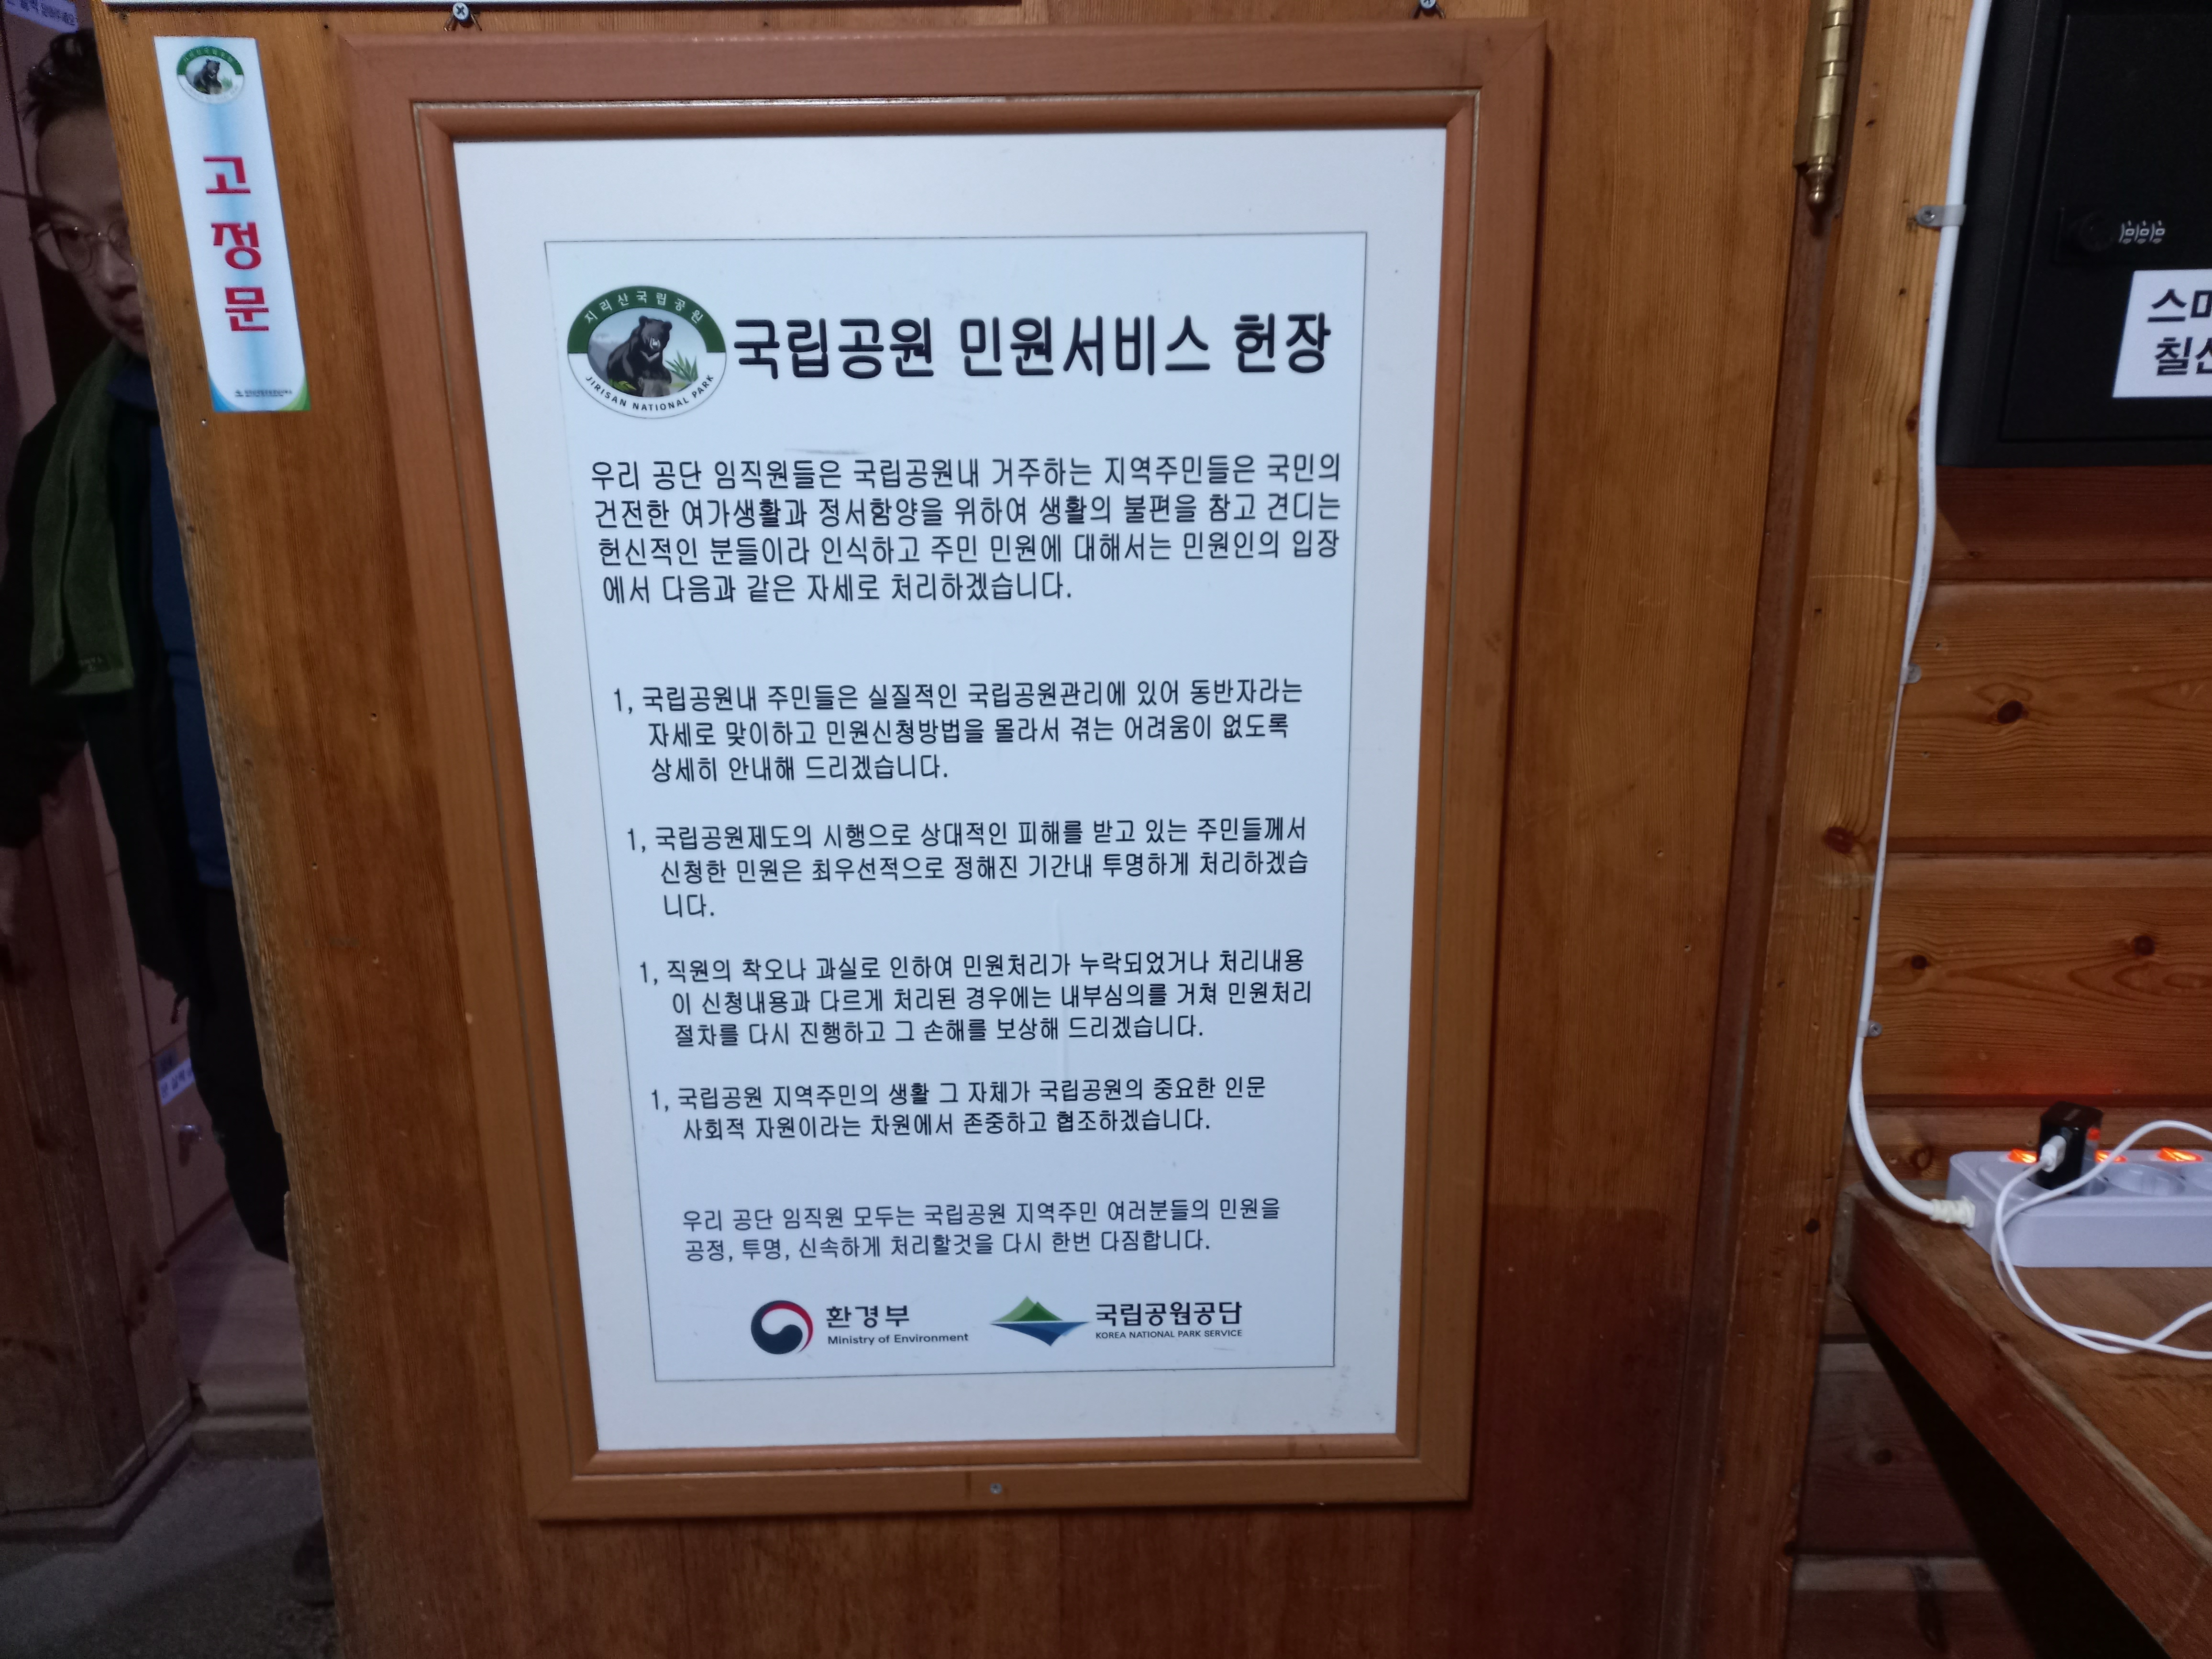 고
정
문
지리산국립공원
JIRISAN NATIONAL PARK
국립공원 민원서비스 헌장
우리 공단 임직원들은 국립공원내 거주하는 지역주민들은 국민의
건전한 여가생활과 정서함양을 위하여 생활의 불편을 참고 견디는
헌신적인 분들이라 인식하고 주민 민원에 대해서는 민원인의 입장
에서 다음과 같은 자세로 처리하겠습니다.
1, 국립공원내 주민들은 실질적인 국립공원관리에 있어 동반자라는
자세로 맞이하고 민원신청방법을 몰라서 겪는 어려움이 없도록
상세히 안내해 드리겠습니다.
1, 국립공원제도의 시행으로 상대적인 피해를 받고 있는 주민들께서
신청한 민원은 최우선적으로 정해진 기간내 투명하게 처리하겠습
니다.
1, 직원의 착오나 과실로 인하여 민원처리가 누락되었거나 처리내용
이 신청내용과 다르게 처리된 경우에는 내부심의를 거쳐 민원처리
절차를 다시 진행하고 그 손해를 보상해 드리겠습니다.
1, 국립공원 지역주민의 생활 그 자체가 국립공원의 중요한 인문
사회적 자원이라는 차원에서 존중하고 협조하겠습니다.
우리 공단 임직원 모두는 국립공원 지역주민 여러분들의 민원을
공정, 투명, 신속하게 처리할것을 다시 한번 다짐합니다.
환경부
Ministry of Environment
국립공원공단
KOREA NATIONAL PARK SERVICE